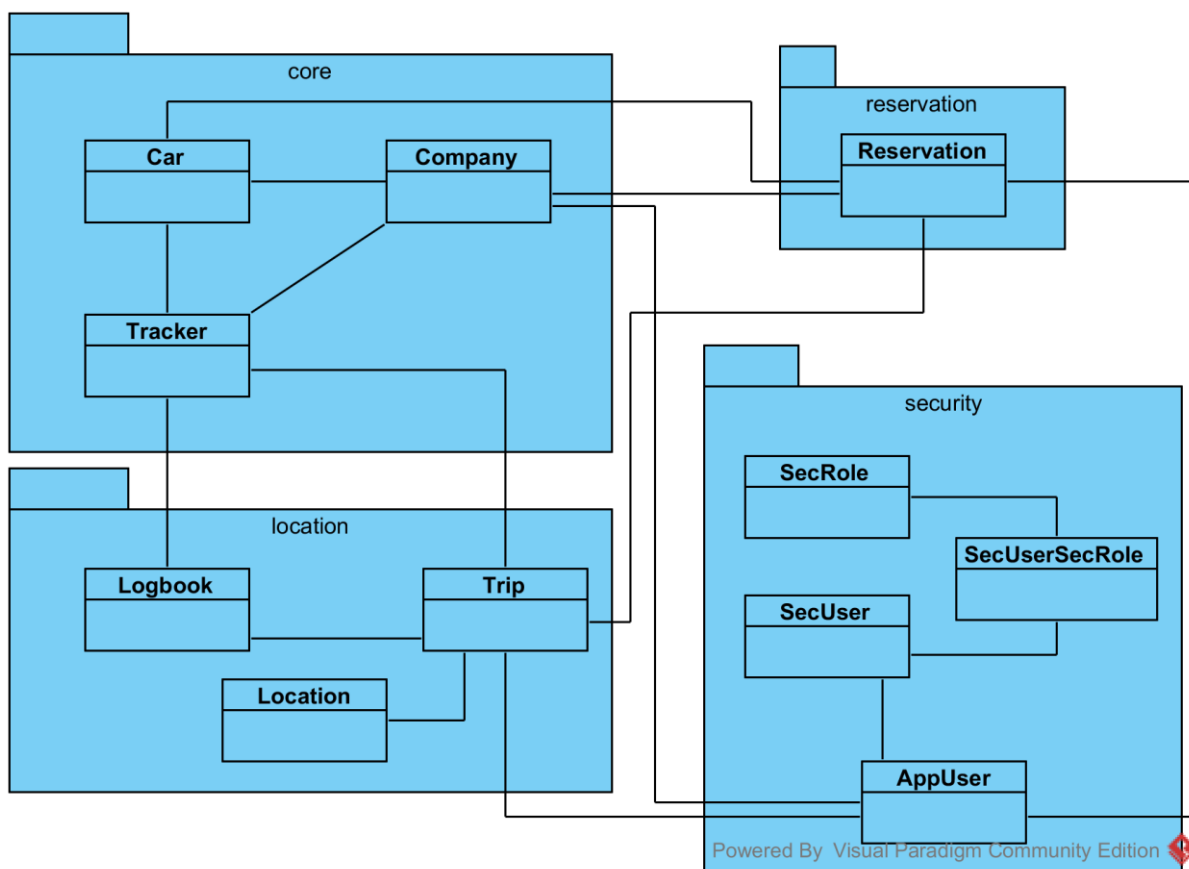 core
Car
Company
Tracker
reservation
Reservation
location
Logbook
Trip
Location
security
SecRole
SecUserSecRole
SecUser
AppUser
Powered By Visual Paradigm Community Edition